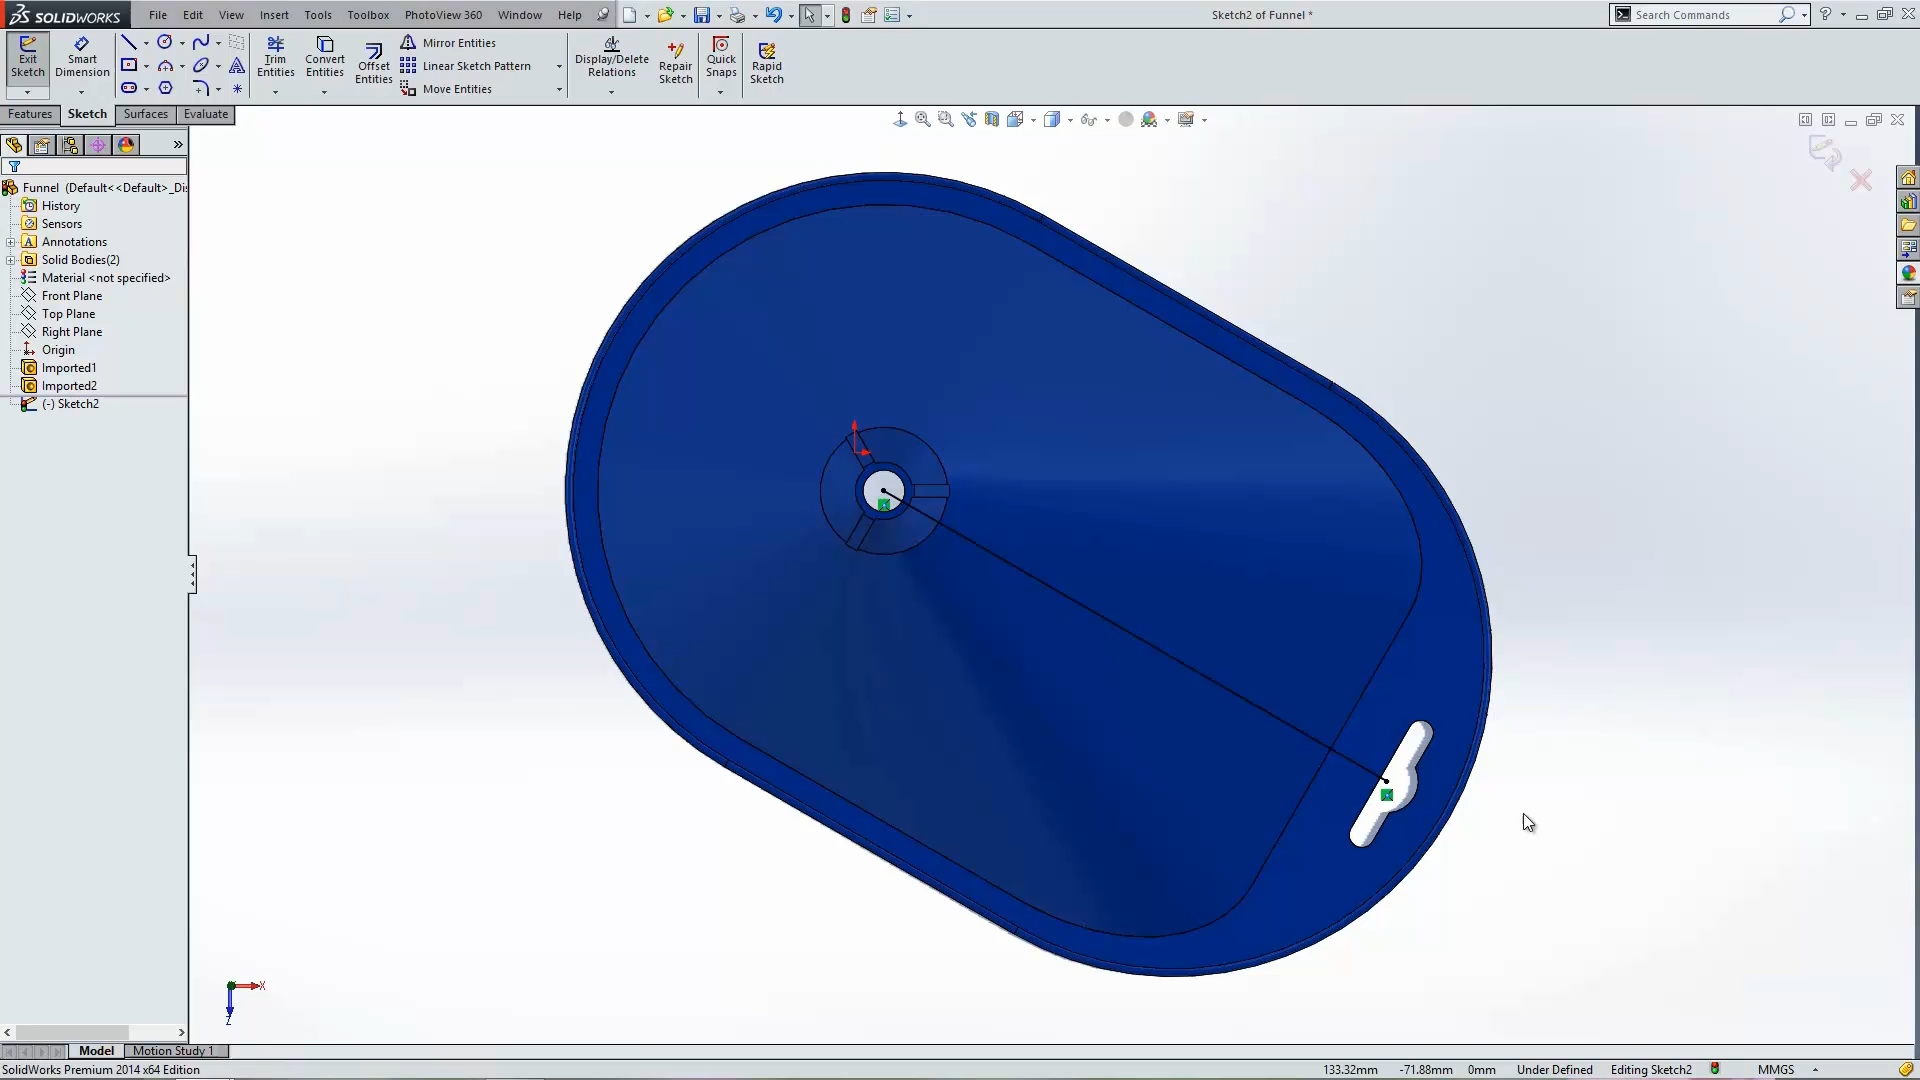 SOLIDWORKS File Edit View Insert Tools Toolbox PhotoView 360 Window Help Sketch2 of Funnel * Search Commands
Exit Sketch
Smart Dimension
Trim Entities
Convert Entities
Offset Entities
Mirror Entities
Linear Sketch Pattern
Move Entities
Display/Delete Relations
Repair Sketch
Quick Snaps
Rapid Sketch
Features Sketch Surfaces Evaluate
Funnel (Default<<Default>_Di
History
Sensors
Annotations
Solid Bodies(2)
Material <not specified>
Front Plane
Top Plane
Right Plane
Origin
Imported1
Imported2
(-) Sketch2
X
Z
Model Motion Study 1
SolidWorks Premium 2014 x64 Edition 133.32mm -71.88mm 0mm Under Defined Editing Sketch2 MMGS